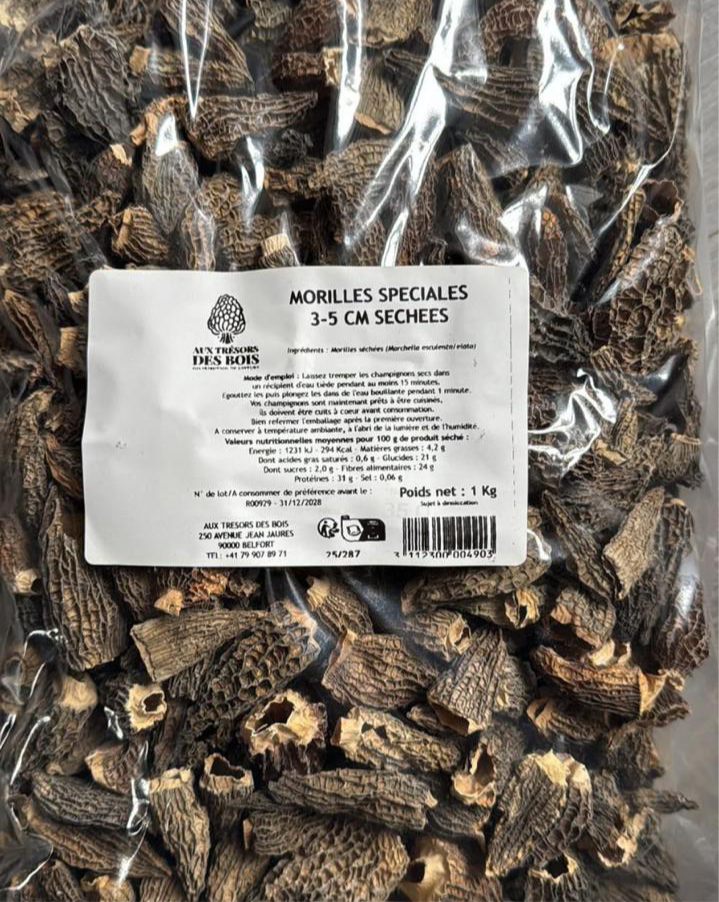 MORILLES SPECIALES
3-5 CM SECHEES
AUX TRÉSORS
DES BOIS
Ingrédients : Morilles séchées (Morchella esculenta/elata)
Mode d'emploi : Laissez tremper les champignons secs dans
un récipient d'eau tiède pendant au moins 15 minutes.
Egouttez les puis plongez les dans de l'eau bouillante pendant 1 minute.
Vos champignons sont maintenant prêts à être cuisinés,
ils doivent être cuits à coeur avant consommation.
Bien refermer l'emballage après la première ouverture.
A conserver à température ambiante, à l'abri de la lumière et de l'humidité.
Valeurs nutritionnelles moyennes pour 100 g de produit séché :
Energie : 1231 kJ - 294 Kcal - Matières grasses : 4,2 g
Dont acides gras saturés : 0,6 g - Glucides : 21 g
Dont sucres : 2,0 g - Fibres alimentaires : 24 g
Protéines : 31 g - Sel : 0,06 g
N° de lot/A consommer de préférence avant le :
R00929 - 31/12/2028
Poids net : 1 Kg
Sujet à dessiccation
AUX TRESORS DES BOIS
250 AVENUE JEAN JAURES
90000 BELFORT
TEL: +41 79 907 89 71
25/287
3 112300 004903